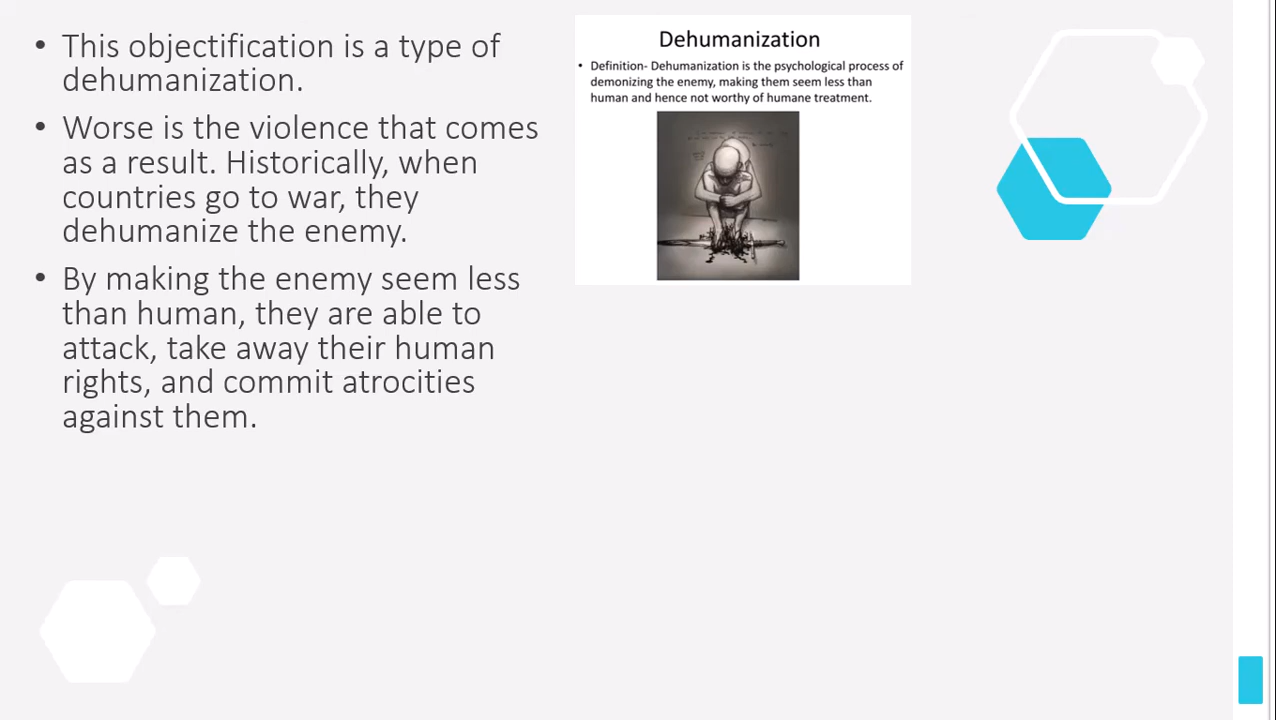 • This objectification is a type of
dehumanization.
• Worse is the violence that comes
as a result. Historically, when
countries go to war, they
dehumanize the enemy.
• By making the enemy seem less
than human, they are able to
attack, take away their human
rights, and commit atrocities
against them.
Dehumanization
• Definition- Dehumanization is the psychological process of
demonizing the enemy, making them seem less than
human and hence not worthy of humane treatment.